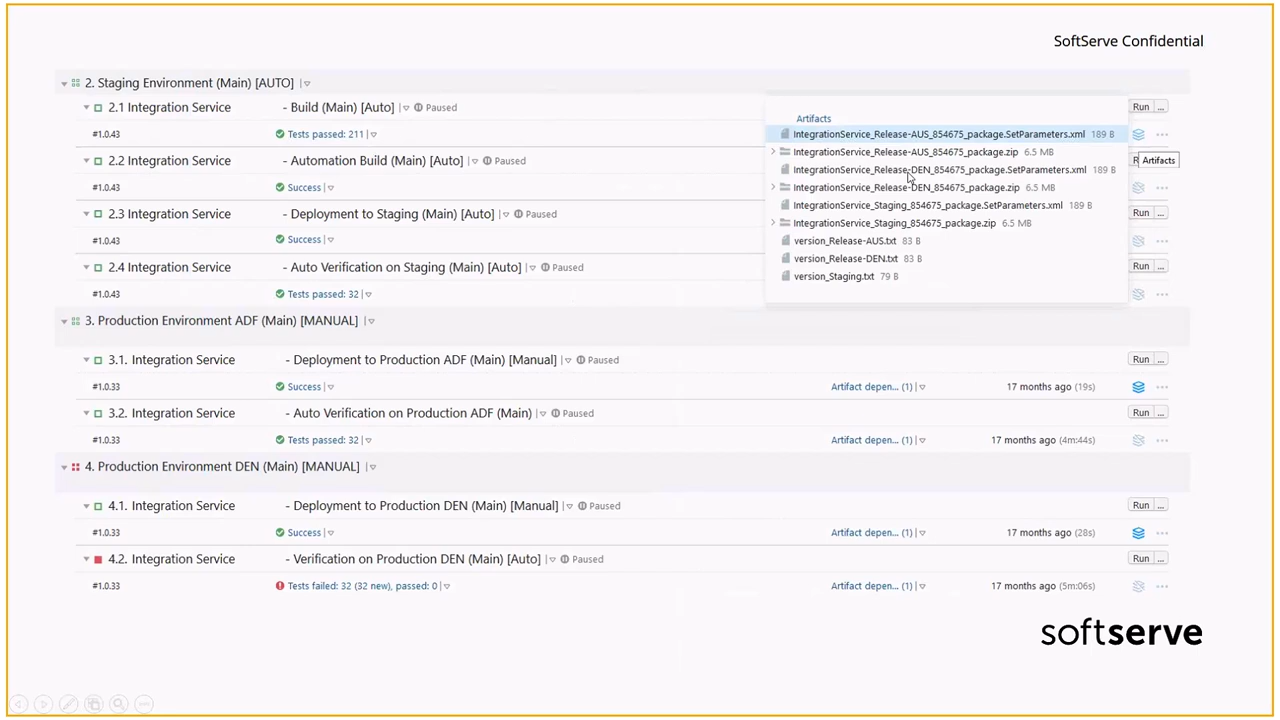 SoftServe Confidential
2. Staging Environment (Main) [AUTO]
2.1 Integration Service - Build (Main) [Auto] Paused Run ...
#1.0.43 Tests passed: 211
2.2 Integration Service - Automation Build (Main) [Auto] Paused
#1.0.43 Success
2.3 Integration Service - Deployment to Staging (Main) [Auto] Paused Run ...
#1.0.43 Success
2.4 Integration Service - Auto Verification on Staging (Main) [Auto] Paused Run ...
#1.0.43 Tests passed: 32
Artifacts
IntegrationService_Release-AUS_854675_package.SetParameters.xml 189 B
IntegrationService_Release-AUS_854675_package.zip 6.5 MB
IntegrationService_Release-DEN_854675_package.SetParameters.xml 189 B
IntegrationService_Release-DEN_854675_package.zip 6.5 MB
IntegrationService_Staging_854675_package.SetParameters.xml 189 B
IntegrationService_Staging_854675_package.zip 6.5 MB
version_Release-AUS.txt 83 B
version_Release-DEN.txt 83 B
version_Staging.txt 79 B
Artifacts
3. Production Environment ADF (Main) [MANUAL]
3.1. Integration Service - Deployment to Production ADF (Main) [Manual] Paused Run ...
#1.0.33 Success Artifact depen... (1) 17 months ago (19s)
3.2. Integration Service - Auto Verification on Production ADF (Main) Paused Run ...
#1.0.33 Tests passed: 32 Artifact depen... (1) 17 months ago (4m:44s)
4. Production Environment DEN (Main) [MANUAL]
4.1. Integration Service - Deployment to Production DEN (Main) [Manual] Paused Run ...
#1.0.33 Success Artifact depen... (1) 17 months ago (28s)
4.2. Integration Service - Verification on Production DEN (Main) [Auto] Paused Run ...
#1.0.33 Tests failed: 32 (32 new), passed: 0 Artifact depen... (1) 17 months ago (5m:06s)
softserve